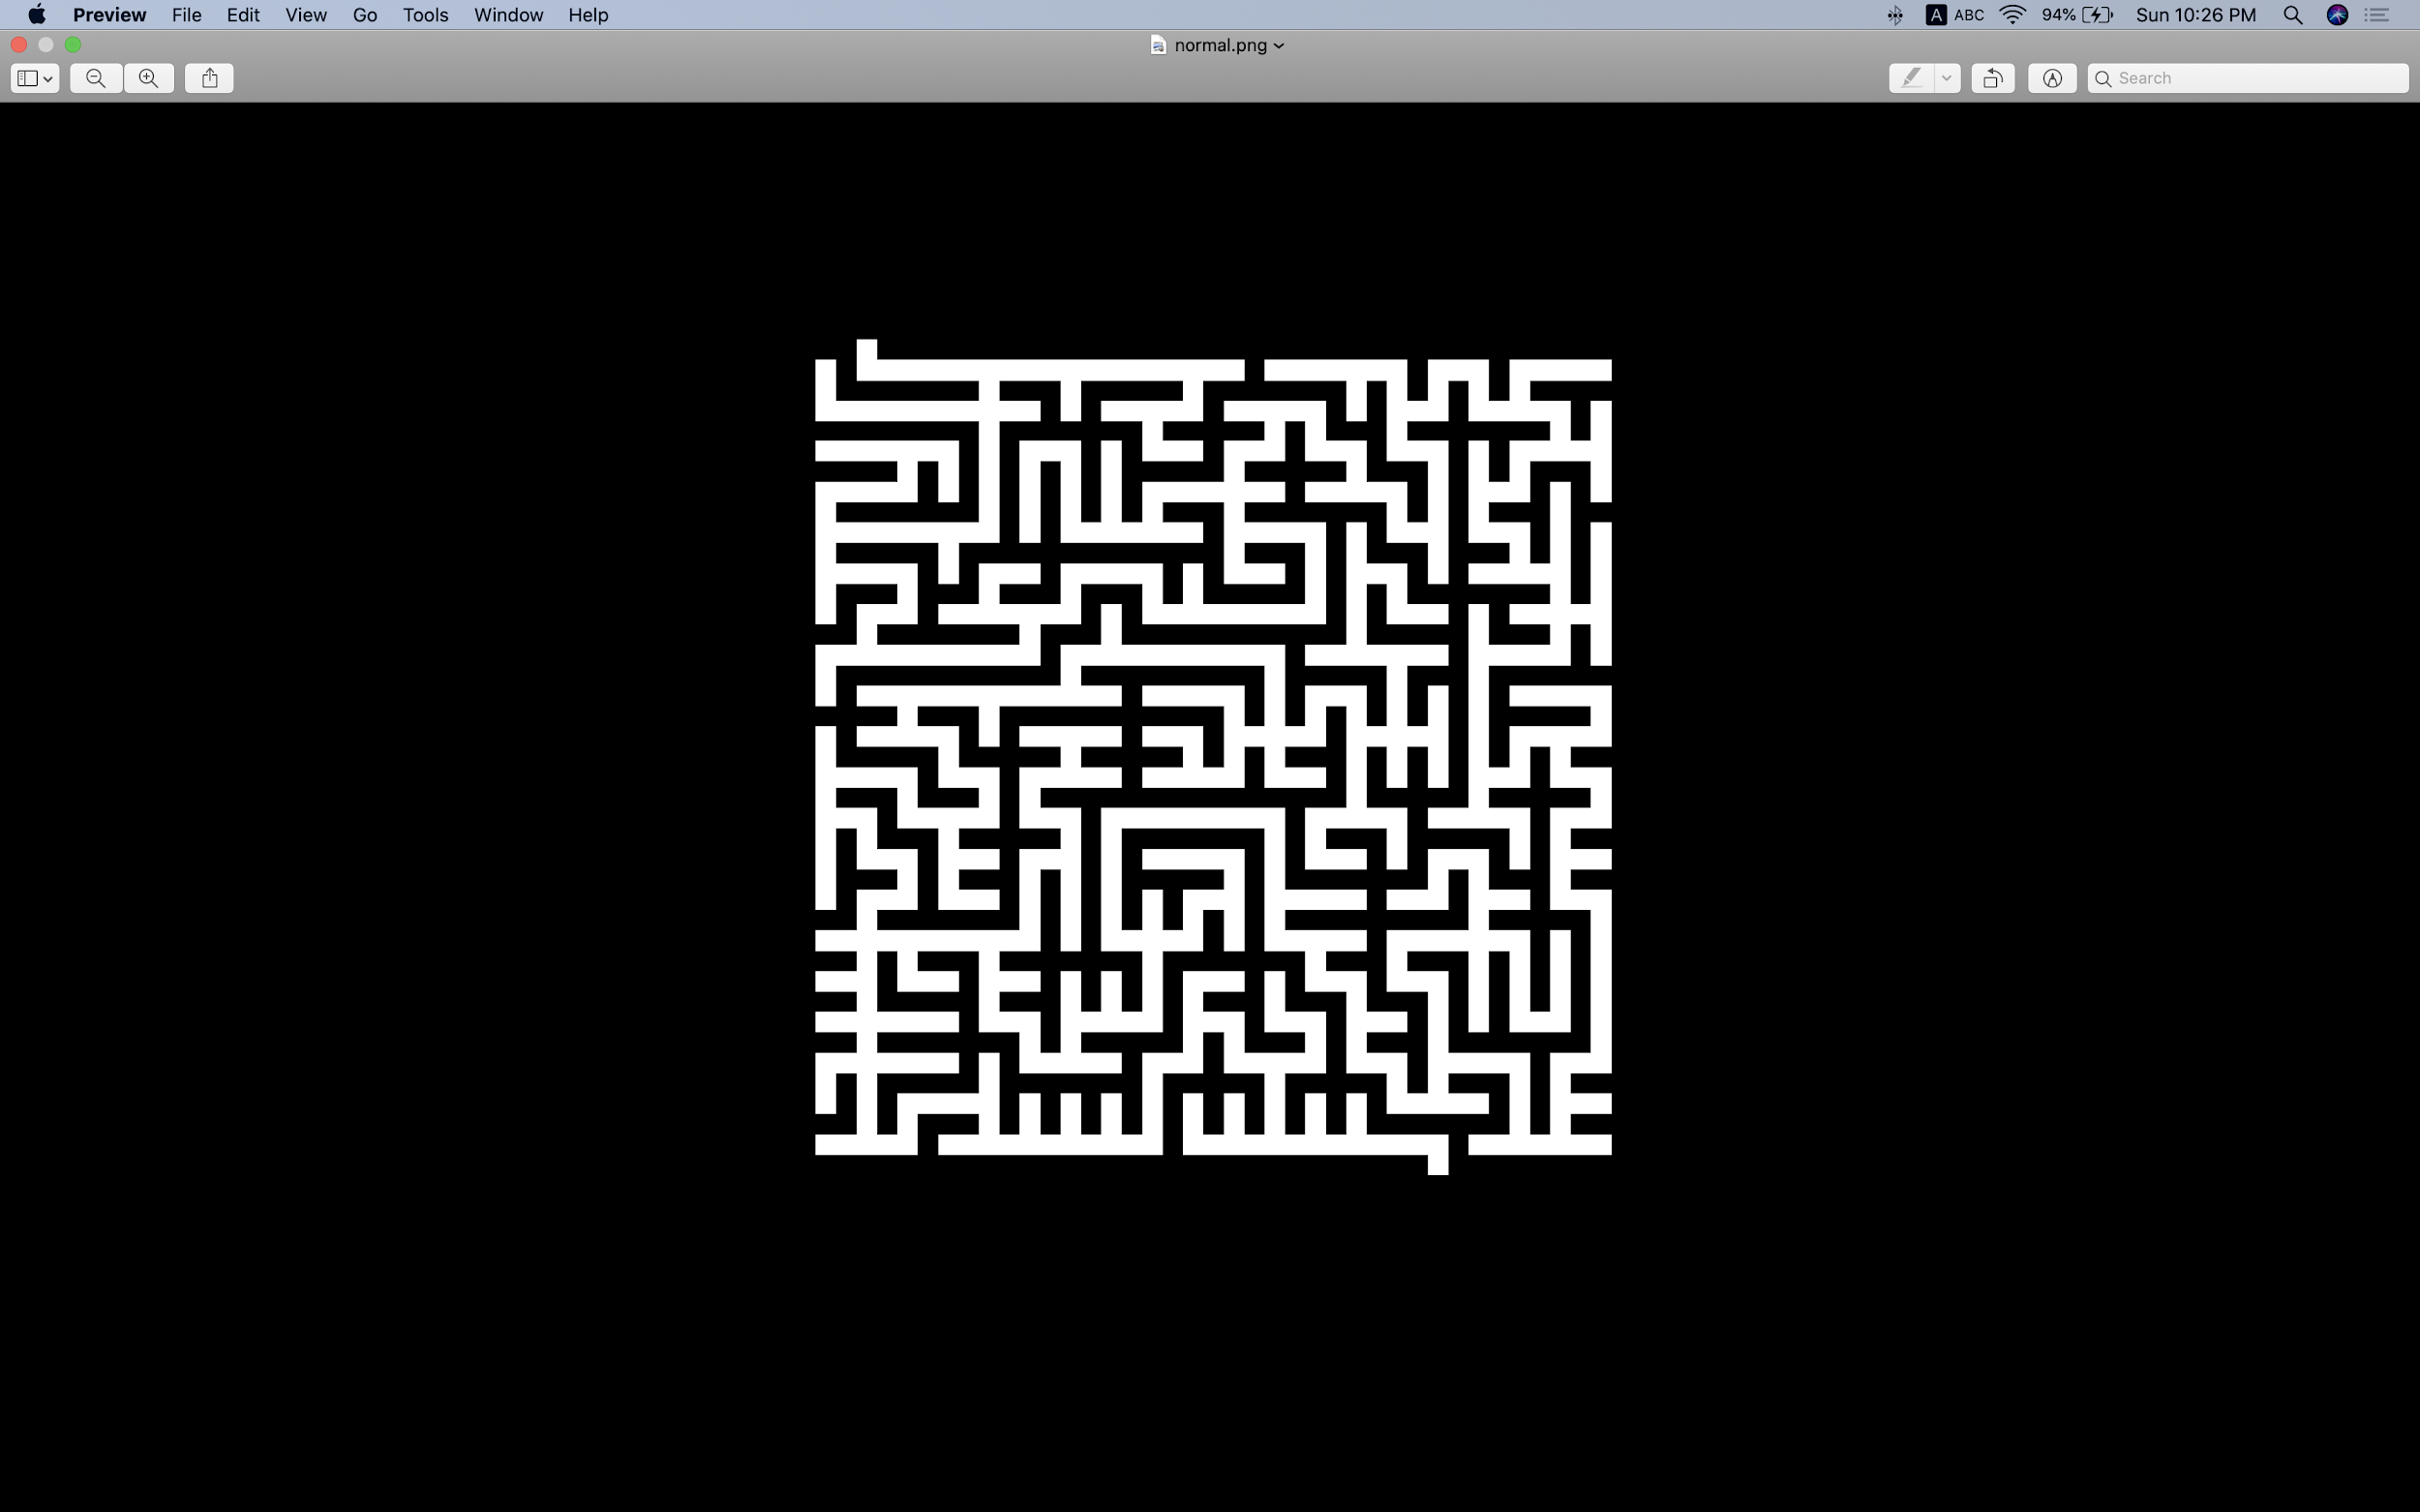 Preview File Edit View Go Tools Window Help A ABC 94% Sun 10:26 PM
normal.png
Search